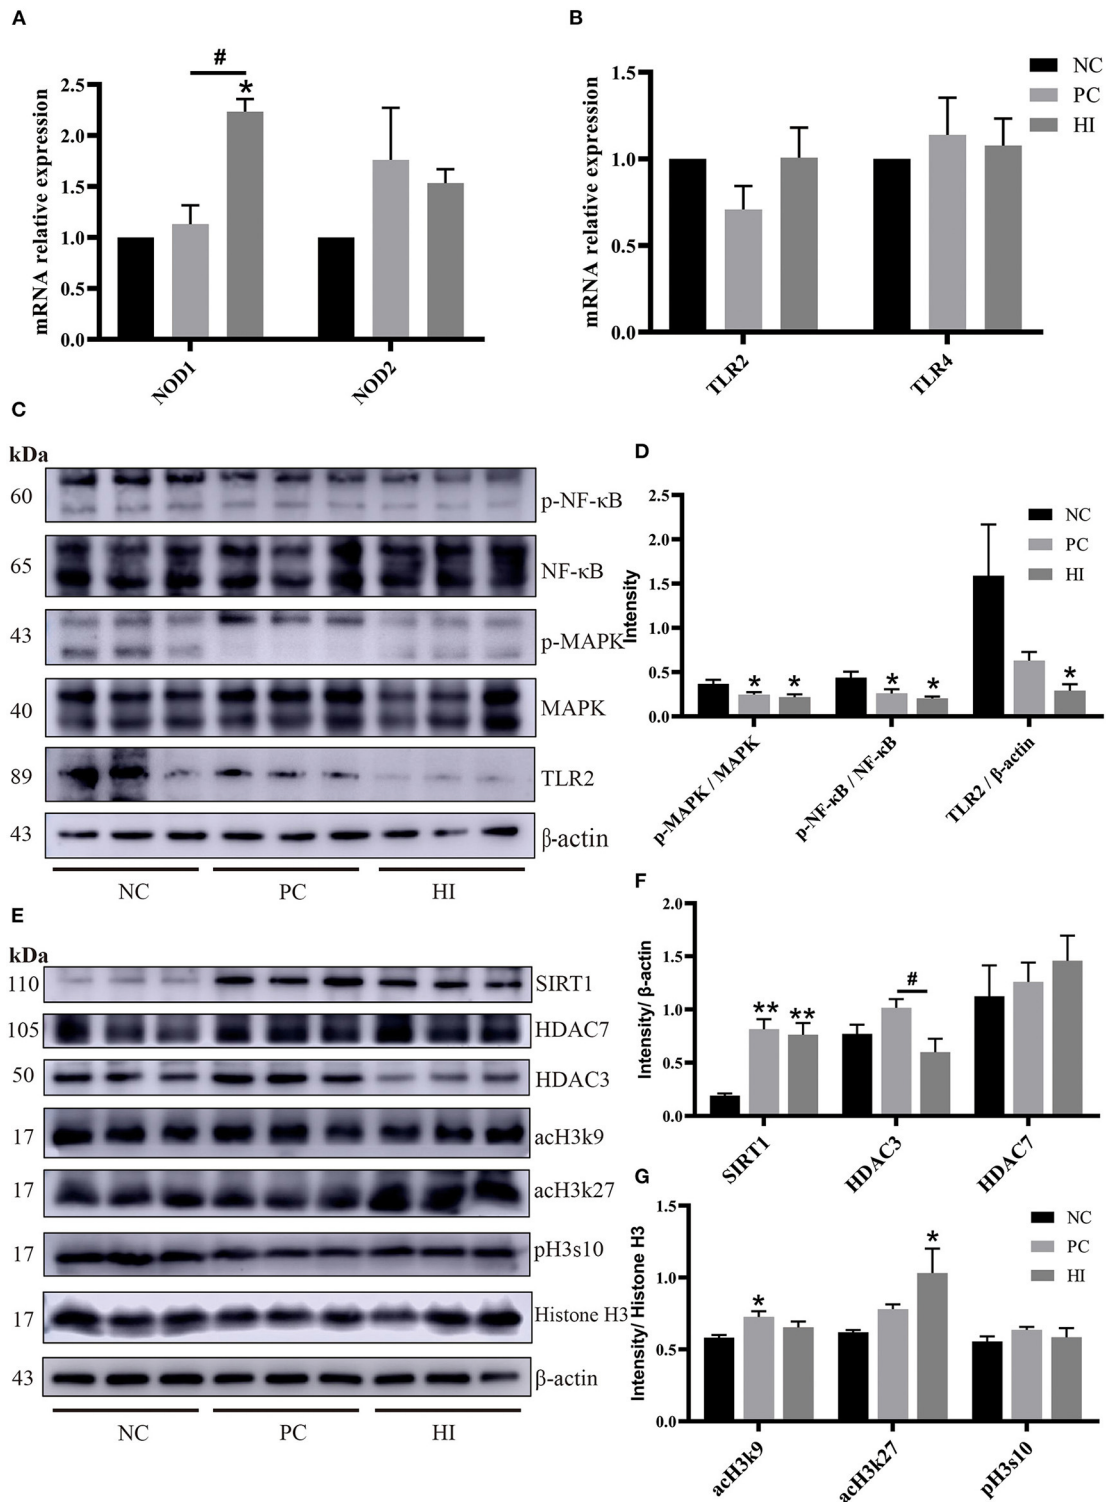 A
mRNA relative expression
2.5
2.0
1.5
1.0
0.5
0.0
#
*
NOD1
NOD2
B
mRNA relative expression
1.5
1.0
0.5
0.0
TLR2
TLR4
NC
PC
HI
C
kDa
60 p-NF-κB
65 NF-κB
43 p-MAPK
40 MAPK
89 TLR2
43 β-actin
NC PC HI
D
Intensity
2.5
2.0
1.5
1.0
0.5
0.0
* * * * *
p-MAPK / MAPK
p-NF-κB / NF-κB
TLR2 / β-actin
NC
PC
HI
E
kDa
110 SIRT1
105 HDAC7
50 HDAC3
17 acH3k9
17 acH3k27
17 pH3s10
17 Histone H3
43 β-actin
NC PC HI
F
Intensity/ β-actin
2.0
1.5
1.0
0.5
0.0
** ** #
SIRT1
HDAC3
HDAC7
G
Intensity/ Histone H3
1.5
1.0
0.5
0.0
* *
acH3k9
acH3k27
pH3s10
NC
PC
HI